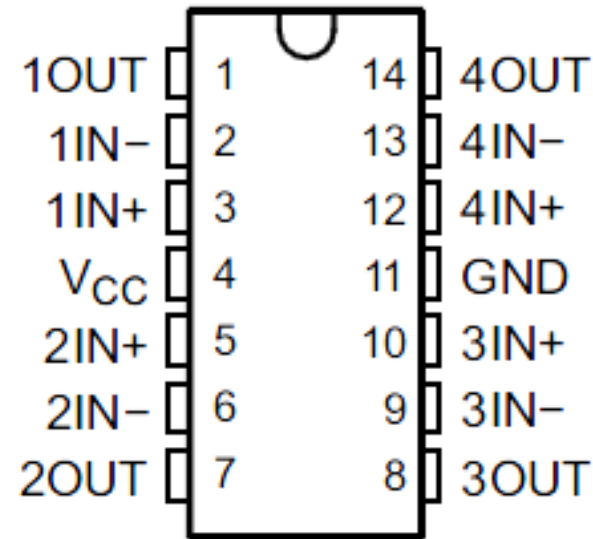 1OUT 1 14 4OUT
1IN− 2 13 4IN−
1IN+ 3 12 4IN+
VCC 4 11 GND
2IN+ 5 10 3IN+
2IN− 6 9 3IN−
2OUT 7 8 3OUT